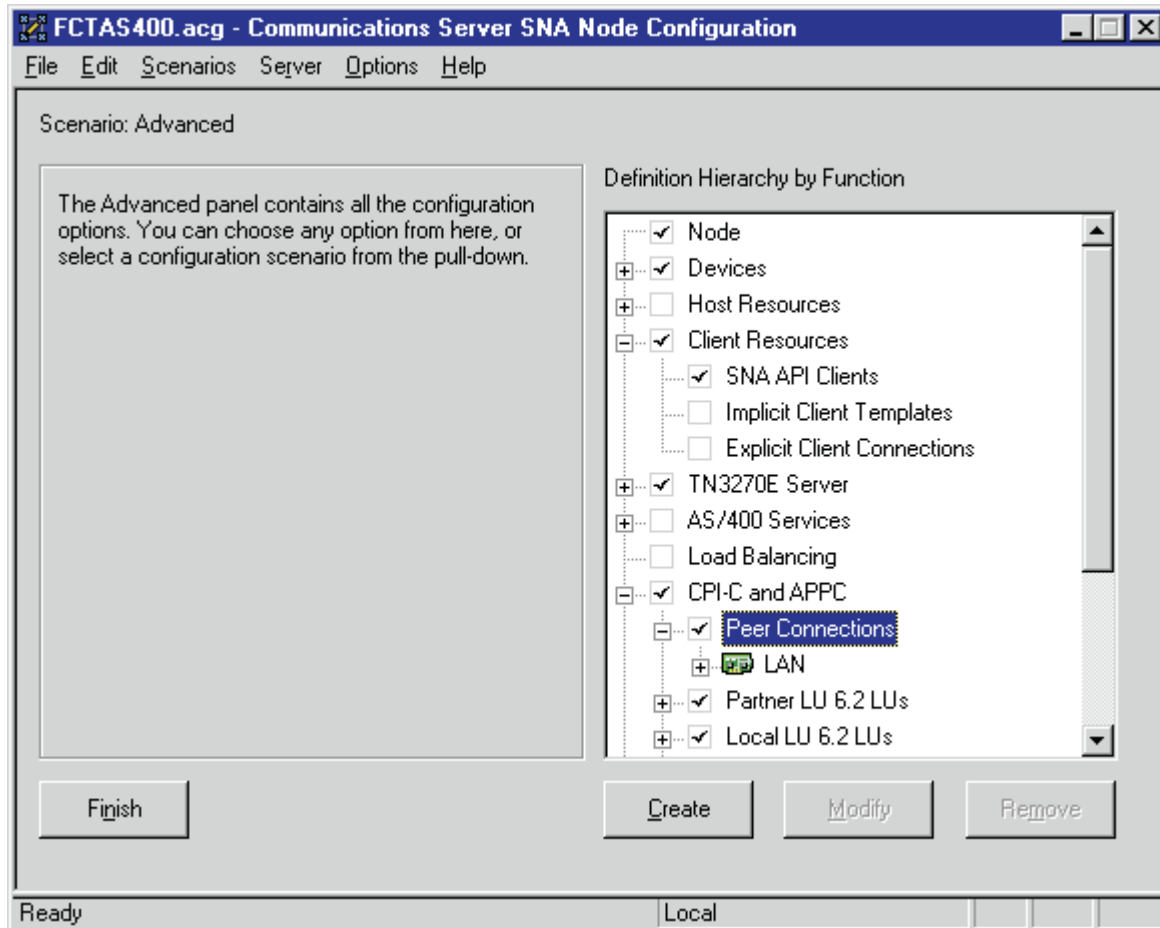 FCTAS400.acg - Communications Server SNA Node Configuration
File Edit Scenarios Server Options Help
Scenario: Advanced
The Advanced panel contains all the configuration
options. You can choose any option from here, or
select a configuration scenario from the pull-down.
Definition Hierarchy by Function
Node
Devices
Host Resources
Client Resources
SNA API Clients
Implicit Client Templates
Explicit Client Connections
TN3270E Server
AS/400 Services
Load Balancing
CPI-C and APPC
Peer Connections
LAN
Partner LU 6.2 LUs
Local LU 6.2 LUs
Finish
Create
Modify
Remove
Ready
Local